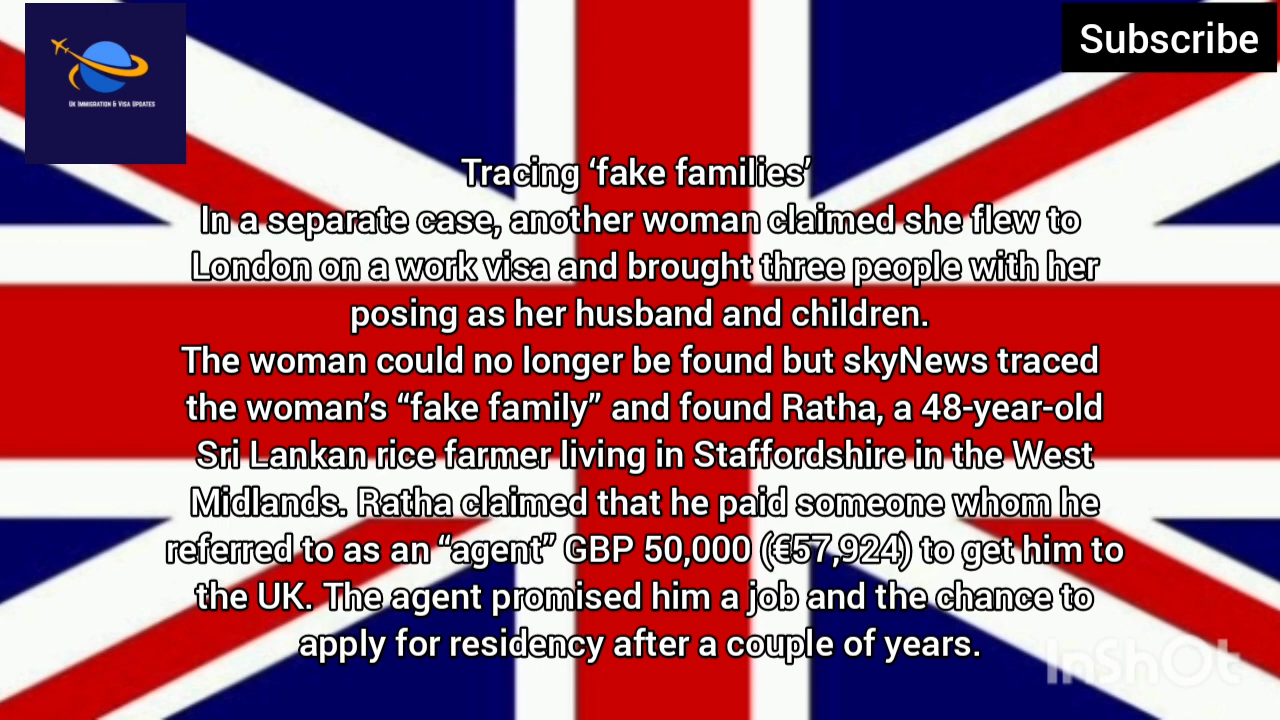 UK Immigration & Visa Updates
Subscribe
Tracing ‘fake families’
In a separate case, another woman claimed she flew to
London on a work visa and brought three people with her
posing as her husband and children.
The woman could no longer be found but skyNews traced
the woman’s “fake family” and found Ratha, a 48-year-old
Sri Lankan rice farmer living in Staffordshire in the West
Midlands. Ratha claimed that he paid someone whom he
referred to as an “agent” GBP 50,000 (€57,924) to get him to
the UK. The agent promised him a job and the chance to
apply for residency after a couple of years.
InShOt